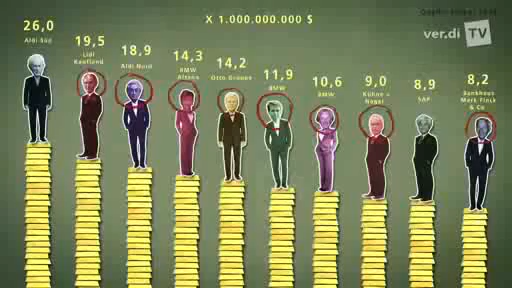 X 1.000.000.000 $
ver.di TV
26,0
Aldi Süd
19,5
Lidl
Kaufland
18,9
Aldi Nord
14,3
BMW
Altana
14,2
Otto Gruppe
11,9
BMW
10,6
BMW
9,0
Kühne +
Nagel
8,9
SAP
8,2
Bankhaus
Merk Finck
& Co